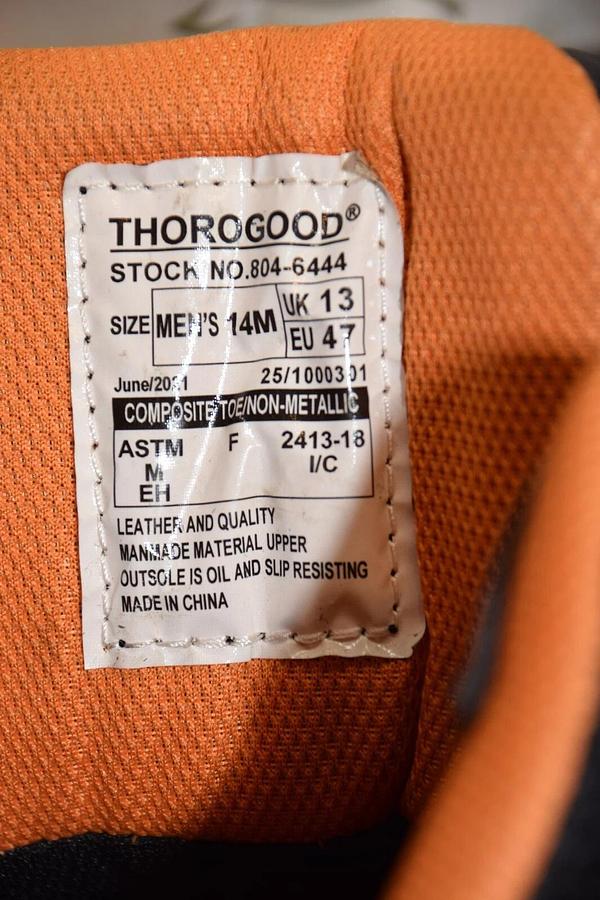 THOROGOOD®
STOCK NO.804-6444
SIZE MEN'S 14M UK 13
EU 47
June/2021 25/1000301
COMPOSITE TOE/NON-METALLIC
ASTM F 2413-18
M I/C
EH
LEATHER AND QUALITY
MANMADE MATERIAL UPPER
OUTSOLE IS OIL AND SLIP RESISTING
MADE IN CHINA